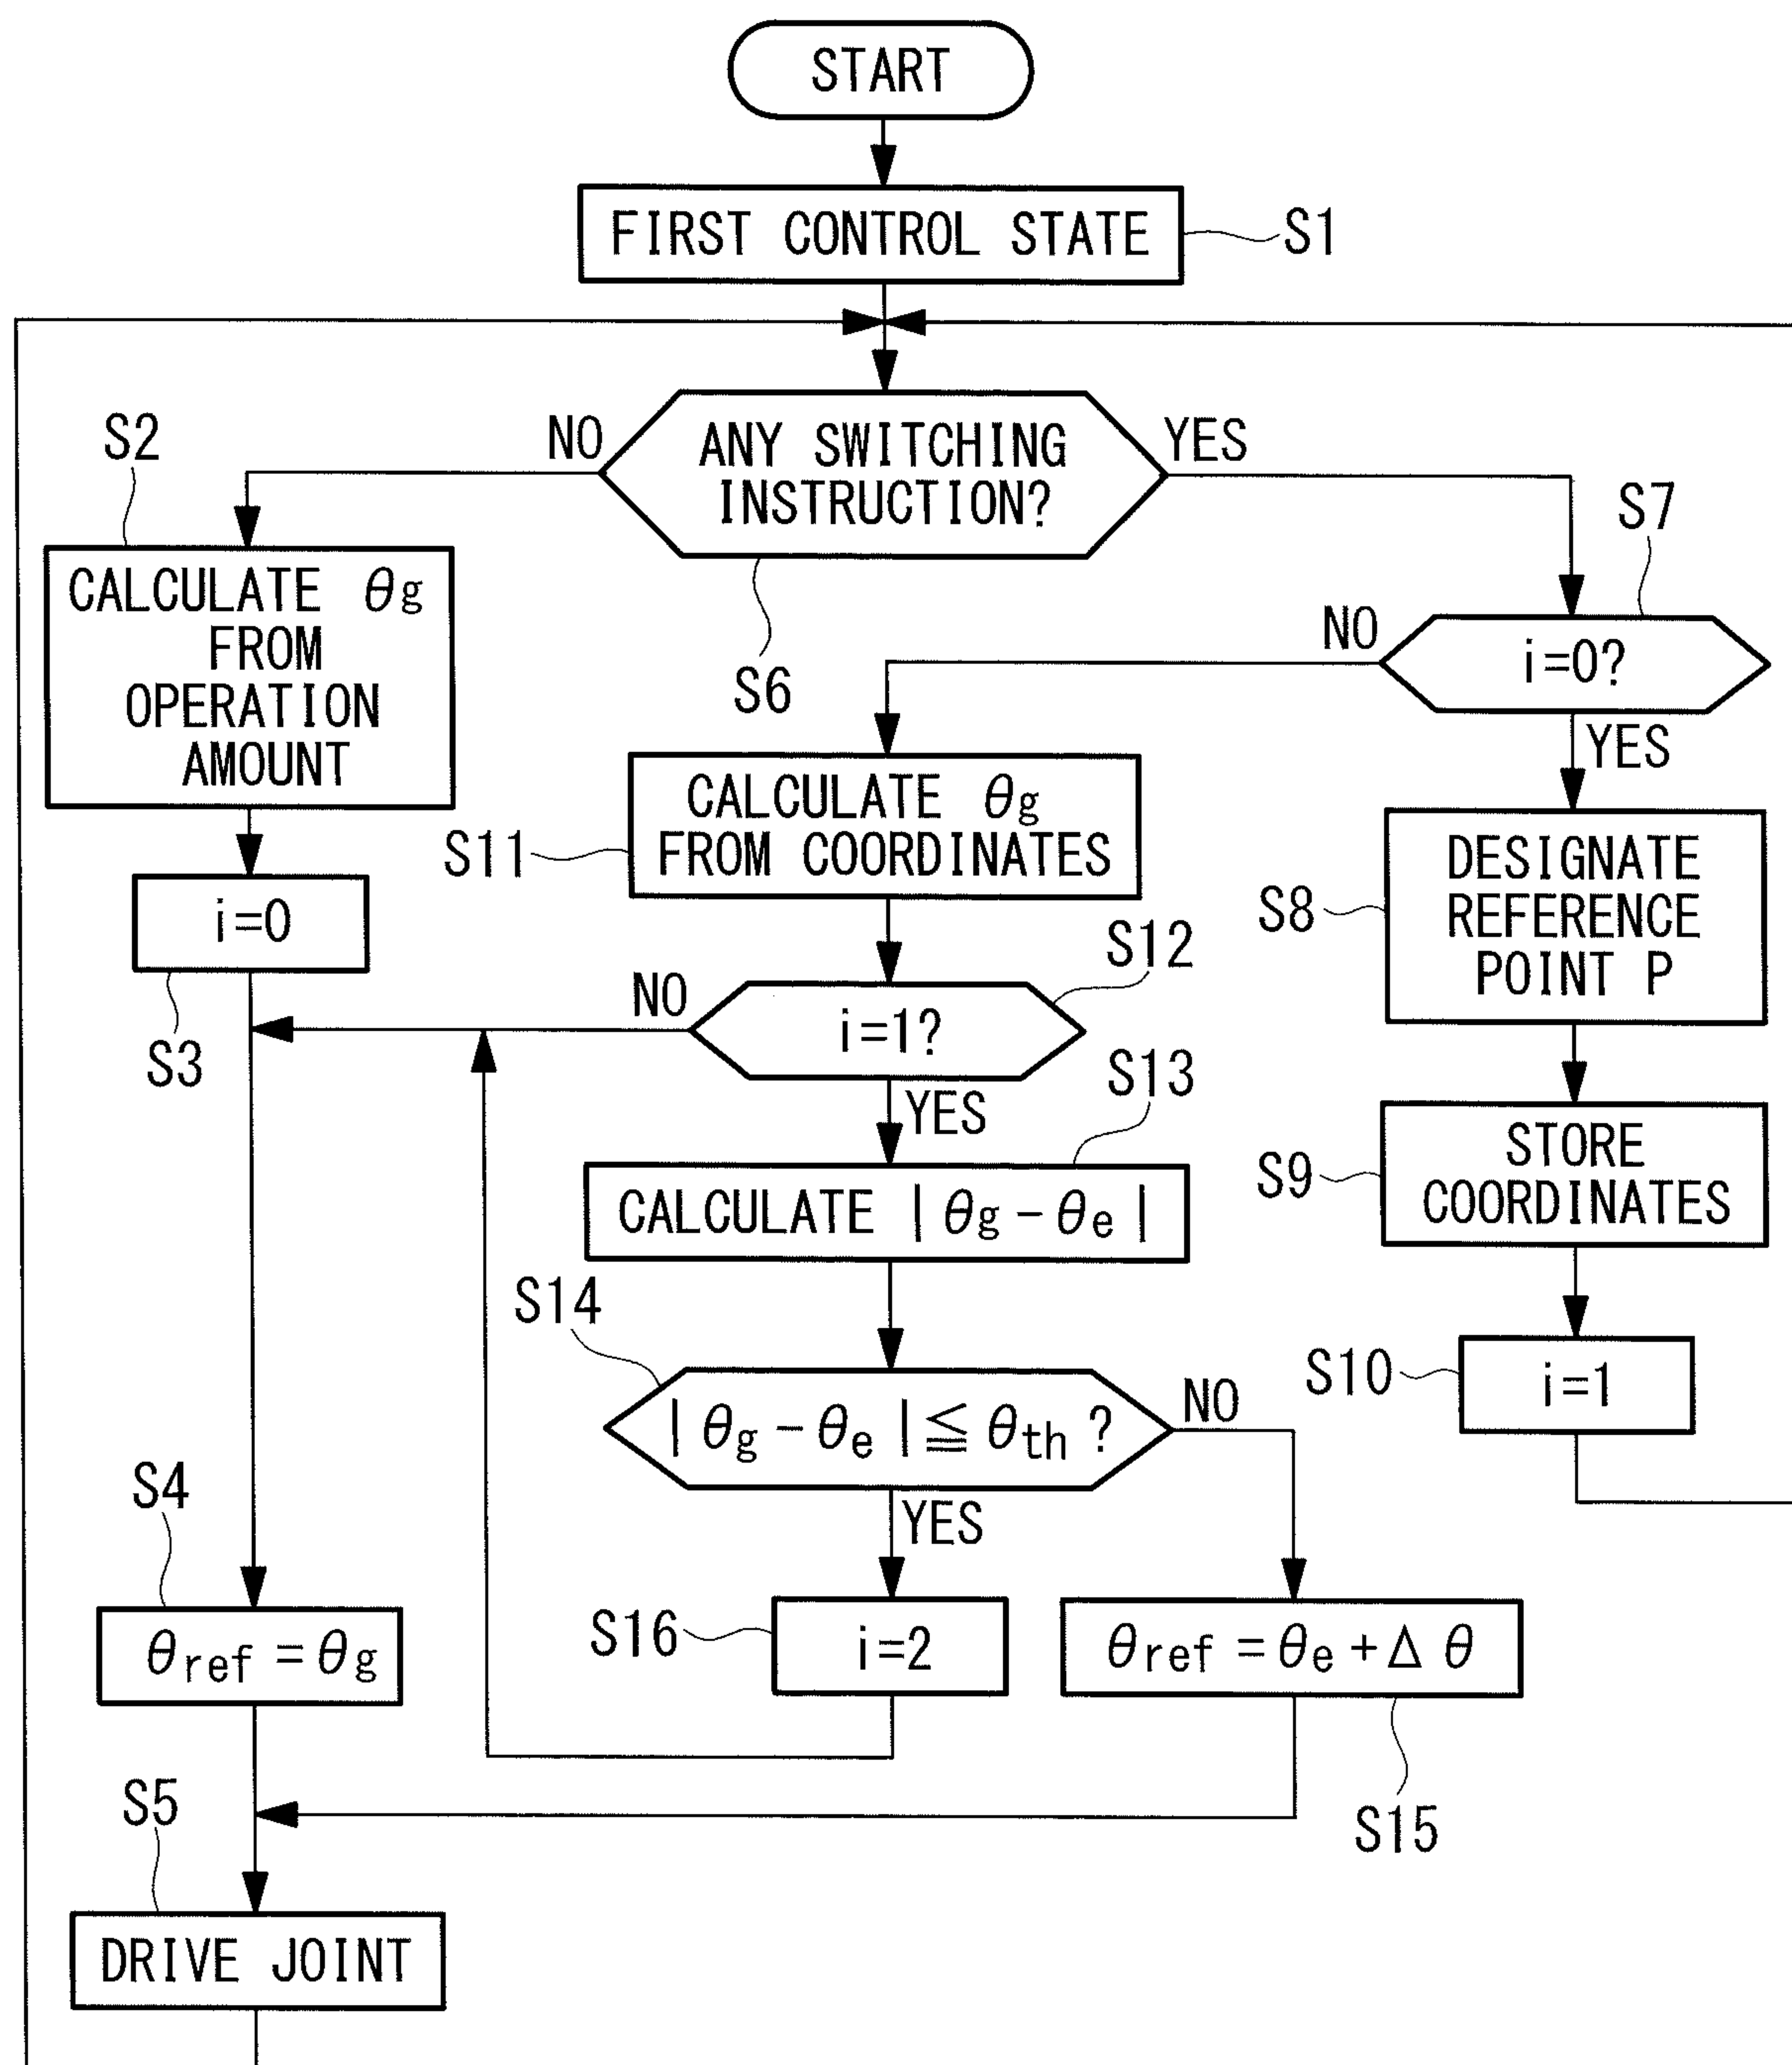 START
FIRST CONTROL STATE
S1
ANY SWITCHING
INSTRUCTION?
NO
YES
S6
S2
CALCULATE θg
FROM
OPERATION
AMOUNT
i=0
S3
S7
i=0?
NO
YES
S8
DESIGNATE
REFERENCE
POINT P
S9
STORE
COORDINATES
S10
i=1
S11
CALCULATE θg
FROM COORDINATES
S12
i=1?
NO
YES
S13
CALCULATE |θg-θe|
S14
|θg-θe|≦θth?
NO
YES
S16
i=2
θref=θe+Δθ
S15
S4
θref=θg
S5
DRIVE JOINT